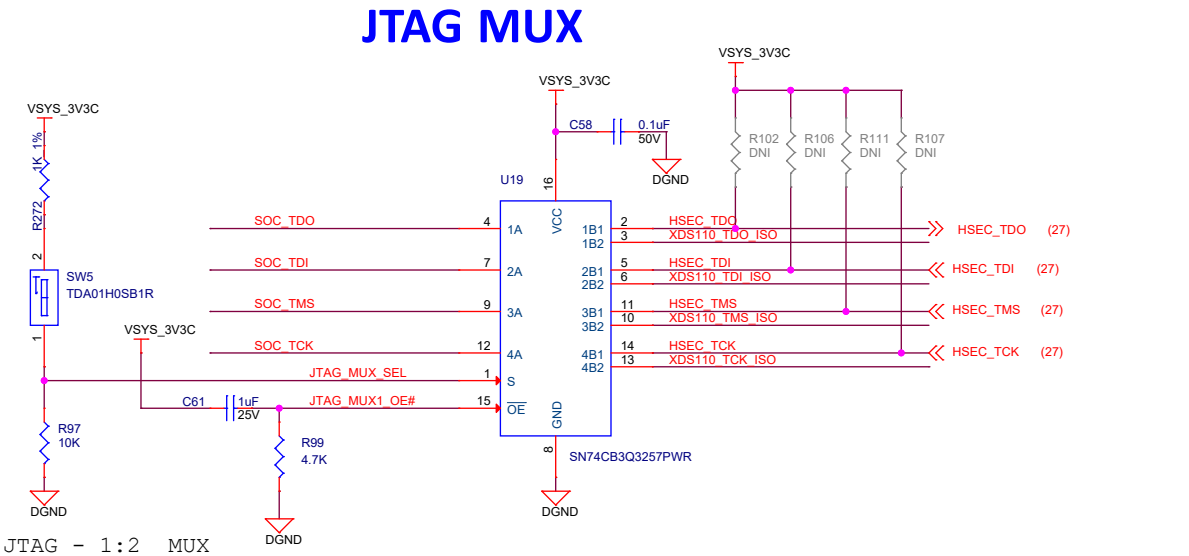 JTAG MUX
VSYS_3V3C
VSYS_3V3C
VSYS_3V3C
1K 1%
R272
C58
0.1uF
50V
DGND
R102
DNI
R106
DNI
R111
DNI
R107
DNI
U19
16
VCC
SOC_TDO
4
1A
1B1
2
HSEC_TDO
HSEC_TDO (27)
1B2
3
XDS110_TDO_ISO
2
SW5
TDA01H0SB1R
1
SOC_TDI
7
2A
2B1
5
HSEC_TDI
HSEC_TDI (27)
2B2
6
XDS110_TDI_ISO
SOC_TMS
9
3A
3B1
11
HSEC_TMS
HSEC_TMS (27)
3B2
10
XDS110_TMS_ISO
VSYS_3V3C
SOC_TCK
12
4A
4B1
14
HSEC_TCK
HSEC_TCK (27)
4B2
13
XDS110_TCK_ISO
JTAG_MUX_SEL
1
S
C61
1uF
25V
JTAG_MUX1_OE#
15
OE
GND
8
SN74CB3Q3257PWR
R97
10K
R99
4.7K
DGND
DGND
DGND
JTAG - 1:2 MUX